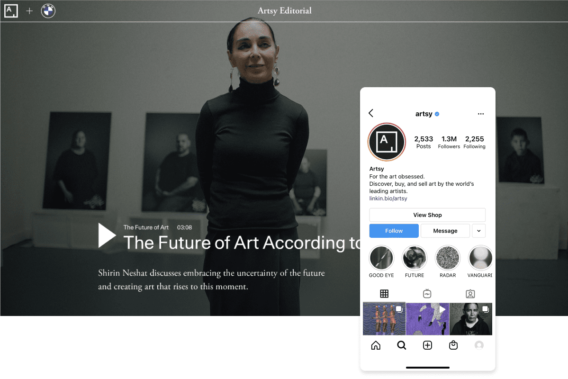 A
Artsy Editorial
The Future of Art 03:06
The Future of Art According to
Shirin Neshat discusses embracing the uncertainty of the future
and creating art that rises to this moment.
artsy
A
2,533 1.3M 2,255
Posts Followers Following
Artsy
For the art obsessed.
Discover, buy, and sell art by the world's
leading artists.
linkin.bio/artsy
View Shop
Follow Message
GOOD EYE FUTURE RADAR VANGUAR